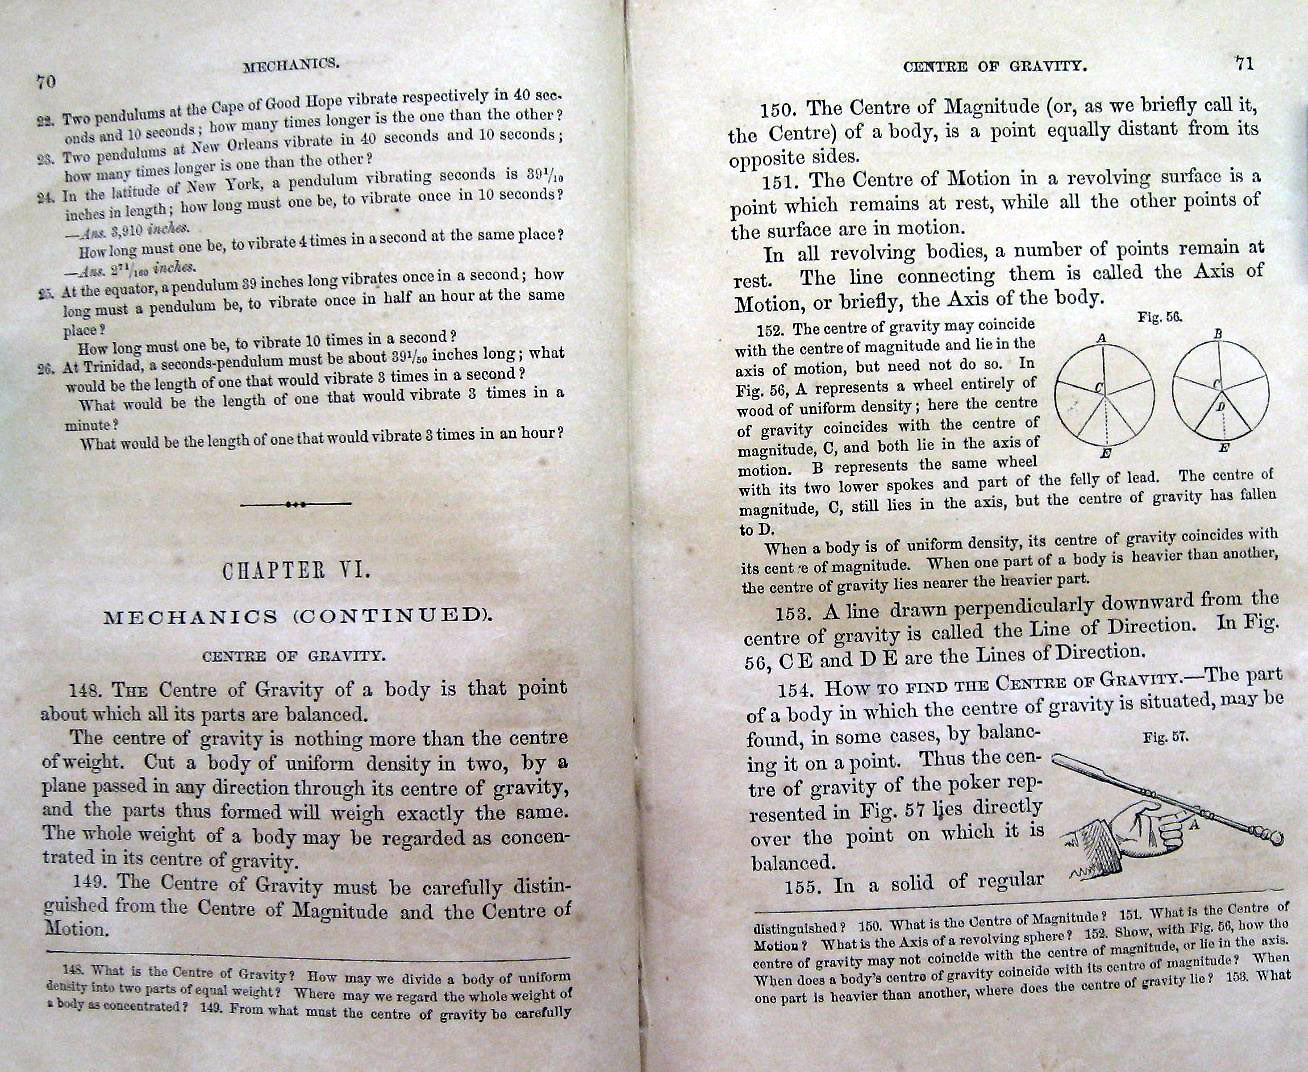 70
MECHANICS.
22. Two pendulums at the Cape of Good Hope vibrate respectively in 40 sec-
onds and 10 seconds; how many times longer is the one than the other?
23. Two pendulums at New Orleans vibrate in 40 seconds and 10 seconds;
how many times longer is one than the other?
24. In the latitude of New York, a pendulum vibrating seconds is 39¹/₁₀
inches in length; how long must one be, to vibrate once in 10 seconds?
—Ans. 3,910 inches.
How long must one be, to vibrate 4 times in a second at the same place?
—Ans. 2⁷¹/₁₆₀ inches.
25. At the equator, a pendulum 39 inches long vibrates once in a second; how
long must a pendulum be, to vibrate once in half an hour at the same
place?
How long must one be, to vibrate 10 times in a second?
26. At Trinidad, a seconds-pendulum must be about 39¹/₅₀ inches long; what
would be the length of one that would vibrate 3 times in a second?
What would be the length of one that would vibrate 3 times in a
minute?
What would be the length of one that would vibrate 3 times in an hour?
CHAPTER VI.
MECHANICS (CONTINUED).
CENTRE OF GRAVITY.
148. THE Centre of Gravity of a body is that point
about which all its parts are balanced.
The centre of gravity is nothing more than the centre
of weight. Cut a body of uniform density in two, by a
plane passed in any direction through its centre of gravity,
and the parts thus formed will weigh exactly the same.
The whole weight of a body may be regarded as concen-
trated in its centre of gravity.
149. The Centre of Gravity must be carefully distin-
guished from the Centre of Magnitude and the Centre of
Motion.
148. What is the Centre of Gravity? How may we divide a body of uniform
density into two parts of equal weight? Where may we regard the whole weight of
a body as concentrated? 149. From what must the centre of gravity be carefully
CENTRE OF GRAVITY.
71
150. The Centre of Magnitude (or, as we briefly call it,
the Centre) of a body, is a point equally distant from its
opposite sides.
151. The Centre of Motion in a revolving surface is a
point which remains at rest, while all the other points of
the surface are in motion.
In all revolving bodies, a number of points remain at
rest. The line connecting them is called the Axis of
Motion, or briefly, the Axis of the body.
152. The centre of gravity may coincide
with the centre of magnitude and lie in the
axis of motion, but need not do so. In
Fig. 56, A represents a wheel entirely of
wood of uniform density; here the centre
of gravity coincides with the centre of
magnitude, C, and both lie in the axis of
motion. B represents the same wheel
Fig. 56.
A
C
E
B
C
D
E
with its two lower spokes and part of the felly of lead. The centre of
magnitude, C, still lies in the axis, but the centre of gravity has fallen
to D.
When a body is of uniform density, its centre of gravity coincides with
its cent e of magnitude. When one part of a body is heavier than another,
the centre of gravity lies nearer the heavier part.
153. A line drawn perpendicularly downward from the
centre of gravity is called the Line of Direction. In Fig.
56, C E and D E are the Lines of Direction.
154. HOW TO FIND THE CENTRE OF GRAVITY.—The part
of a body in which the centre of gravity is situated, may be
found, in some cases, by balanc-
ing it on a point. Thus the cen-
tre of gravity of the poker rep-
resented in Fig. 57 lies directly
over the point on which it is
balanced.
155. In a solid of regular
Fig. 57.
A
distinguished? 150. What is the Centre of Magnitude? 151. What is the Centre of
Motion? What is the Axis of a revolving sphere? 152. Show, with Fig. 56, how the
centre of gravity may not coincide with the centre of magnitude, or lie in the axis.
When does a body's centre of gravity coincide with its centre of magnitude? When
one part is heavier than another, where does the centre of gravity lie? 153. What